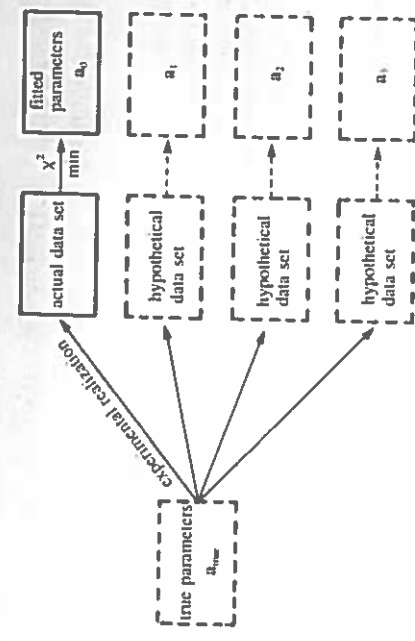 true parameters
a_true
experimental realization
actual data set
χ²
min
fitted
parameters
a₀
hypothetical
data set
a₁
hypothetical
data set
a₂
hypothetical
data set
a₃